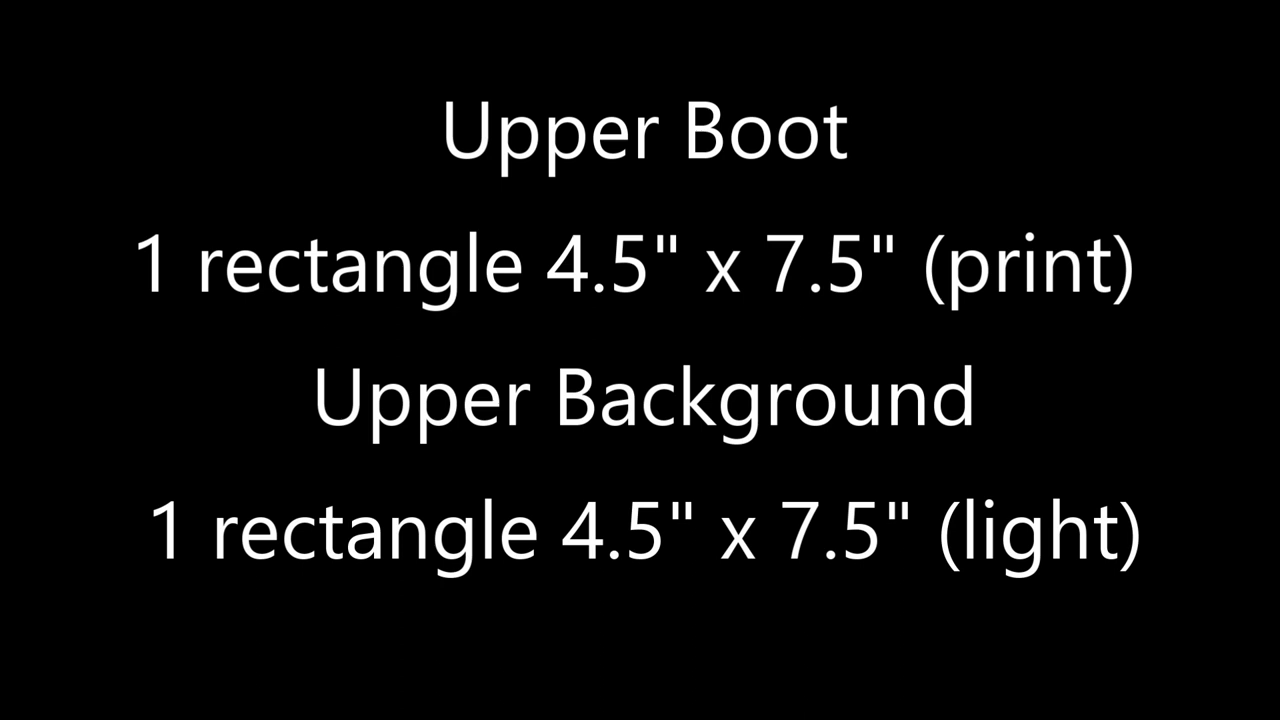 Upper Boot
1 rectangle 4.5" x 7.5" (print)
Upper Background
1 rectangle 4.5" x 7.5" (light)